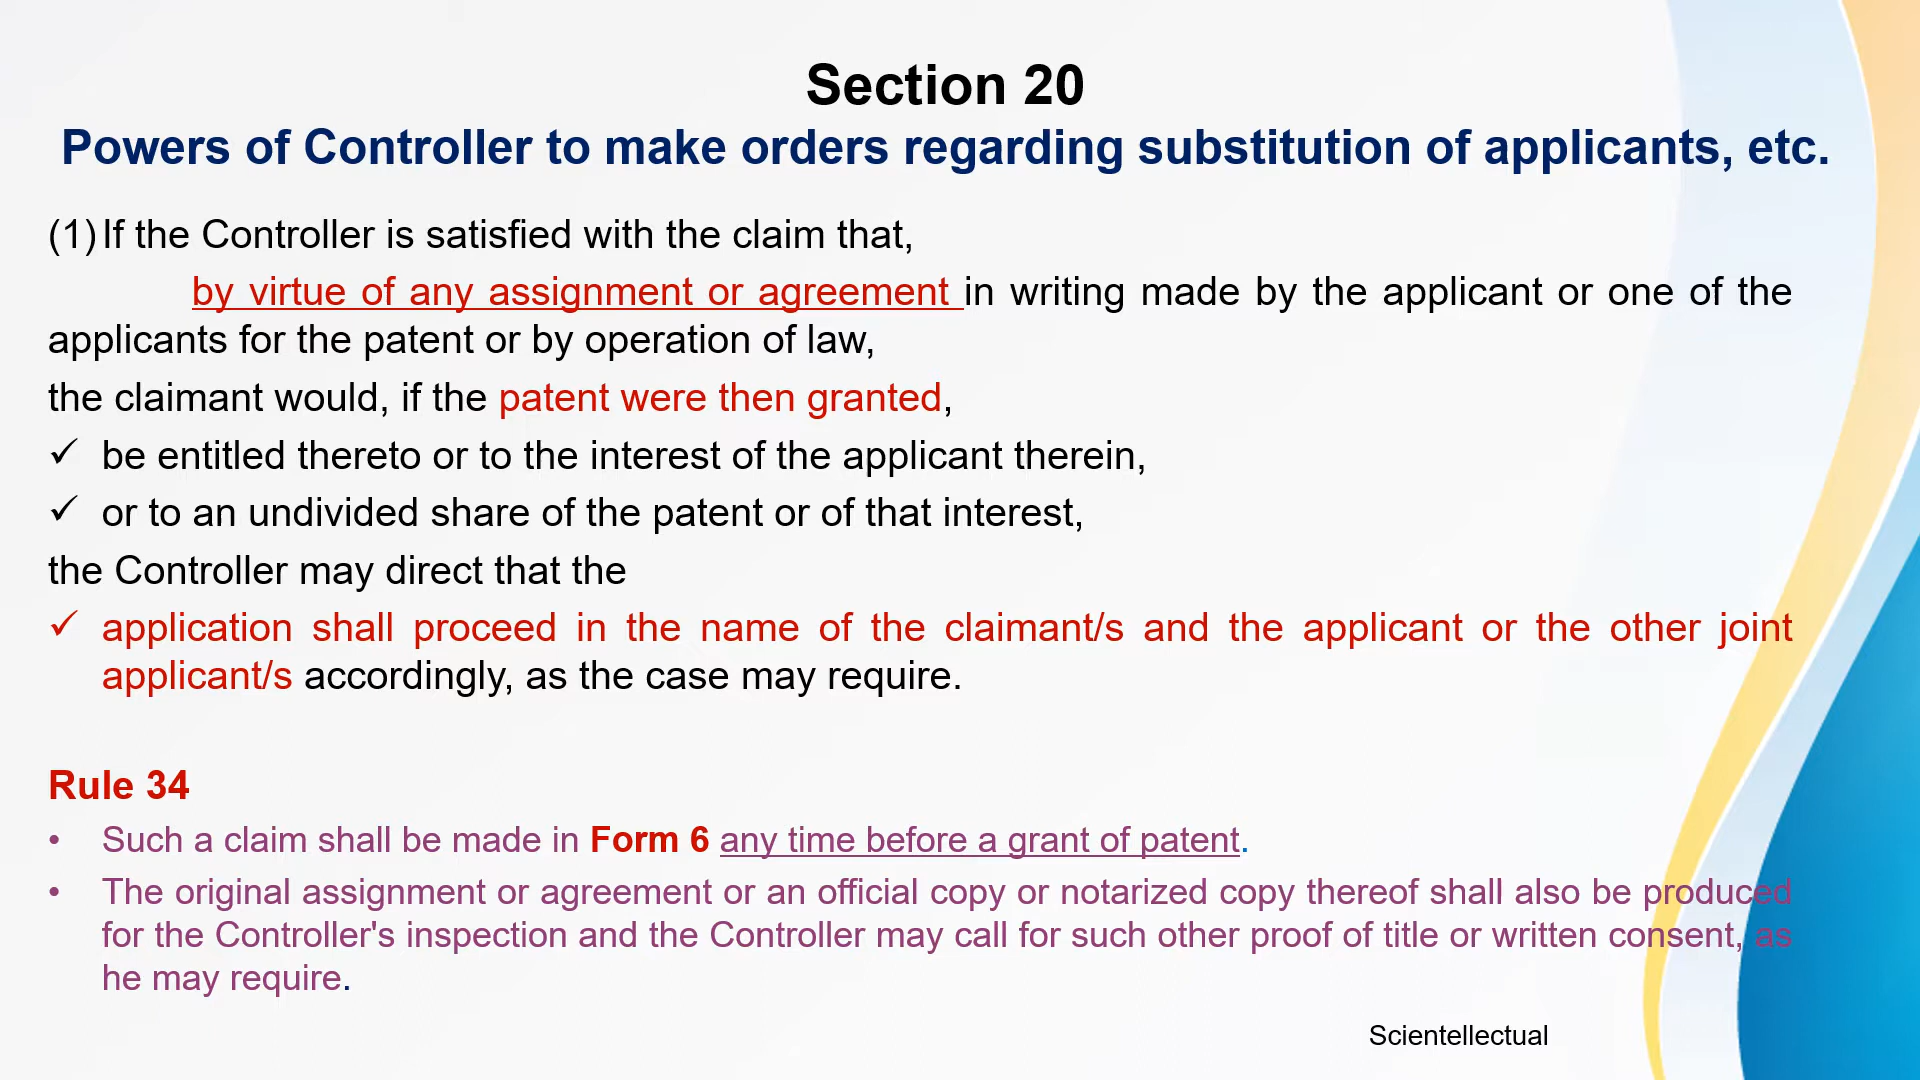 Section 20
Powers of Controller to make orders regarding substitution of applicants, etc.
(1) If the Controller is satisfied with the claim that,
by virtue of any assignment or agreement in writing made by the applicant or one of the
applicants for the patent or by operation of law,
the claimant would, if the patent were then granted,
✓ be entitled thereto or to the interest of the applicant therein,
✓ or to an undivided share of the patent or of that interest,
the Controller may direct that the
✓ application shall proceed in the name of the claimant/s and the applicant or the other joint
applicant/s accordingly, as the case may require.
Rule 34
• Such a claim shall be made in Form 6 any time before a grant of patent.
• The original assignment or agreement or an official copy or notarized copy thereof shall also be produced
for the Controller's inspection and the Controller may call for such other proof of title or written consent, as
he may require.
Scientellectual